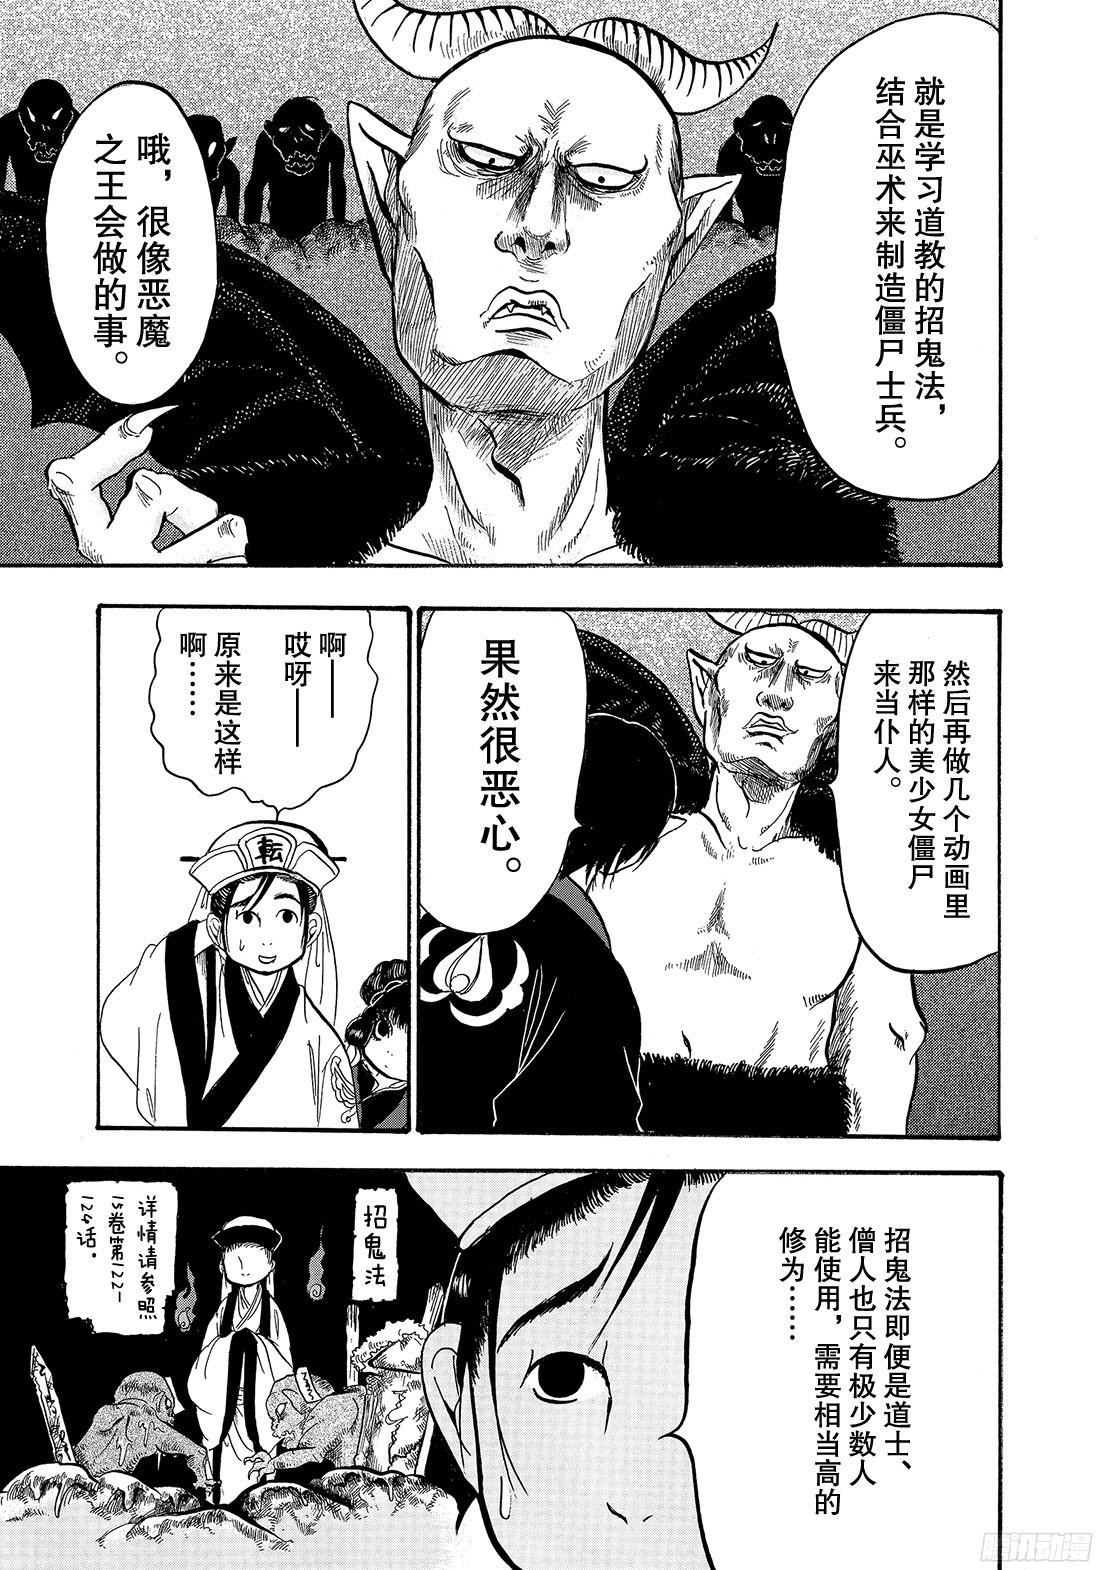 就是学习道教的招鬼法，
结合巫术来制造僵尸士兵。
哦，很像恶魔
之王会做的事。
然后再做几个动画里
那样的美少女僵尸
来当仆人。
果然很恶心。
啊——
哎呀——
原来是这样
啊……
転
招鬼法即便是道士、
僧人也只有极少数人
能使用，需要相当高的
修为……
招鬼法
详情请参照
15卷第122-
124话。
腾讯动漫